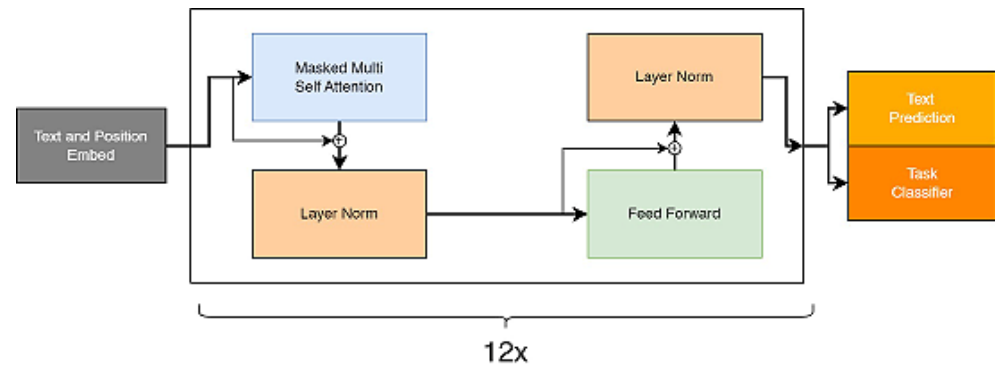 Text and Position
Embed
Masked Multi
Self Attention
Layer Norm
Layer Norm
Feed Forward
Text
Prediction
Task
Classifier
12x